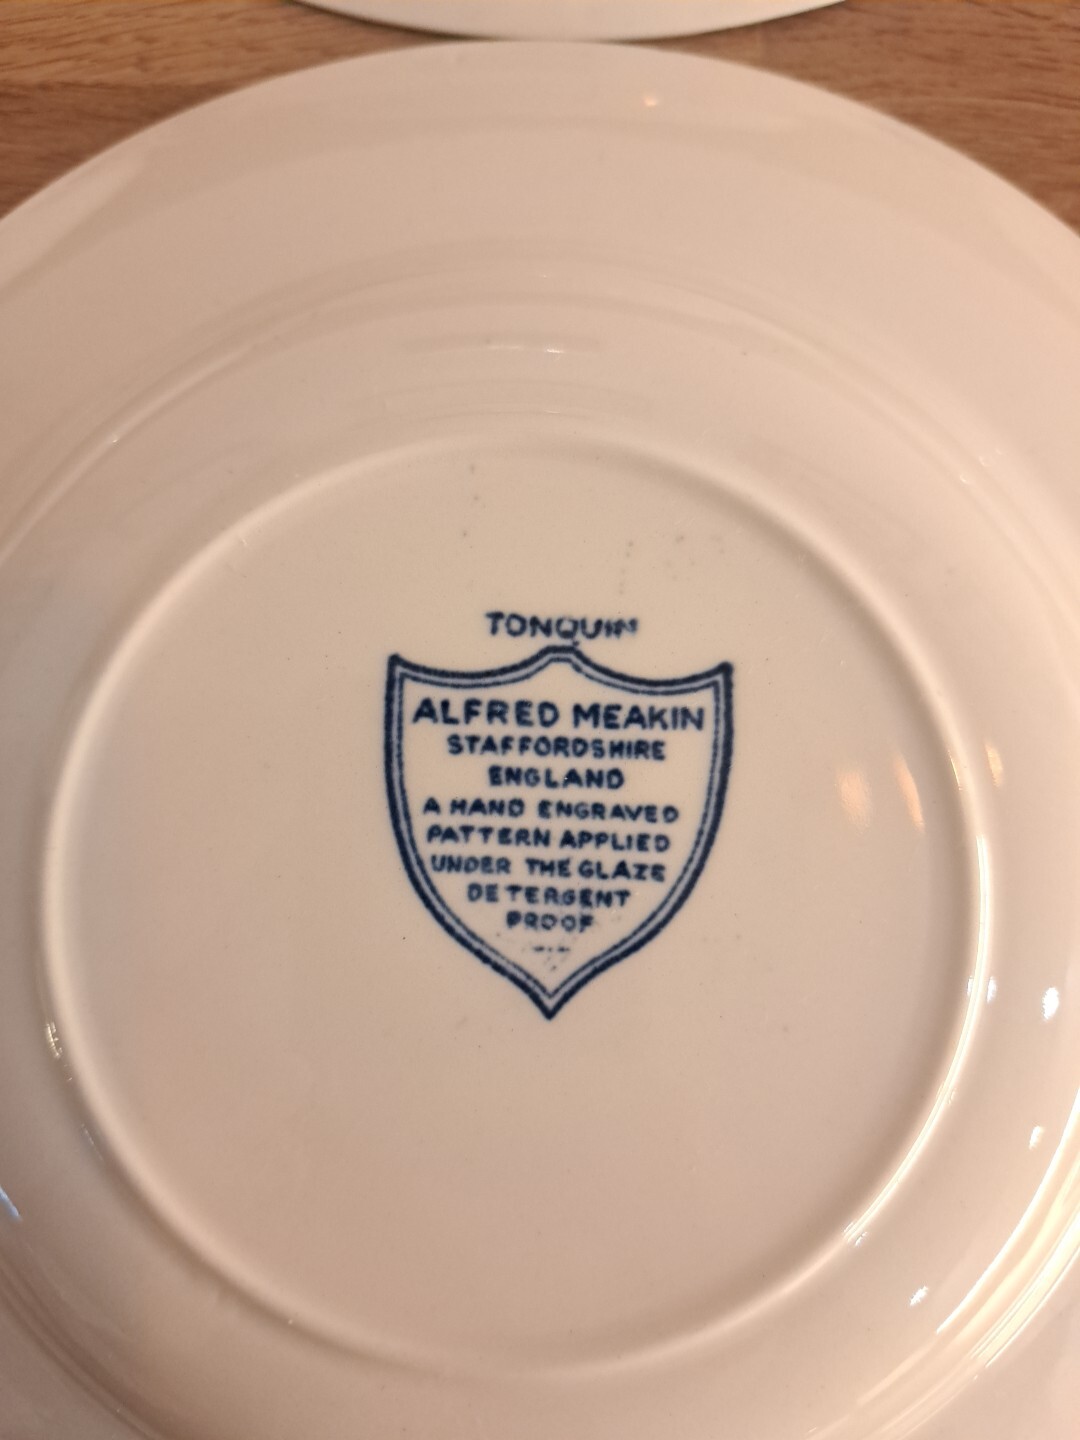 TONQUIN
ALFRED MEAKIN
STAFFORDSHIRE
ENGLAND
A HAND ENGRAVED
PATTERN APPLIED
UNDER THE GLAZE
DETERGENT
PROOF